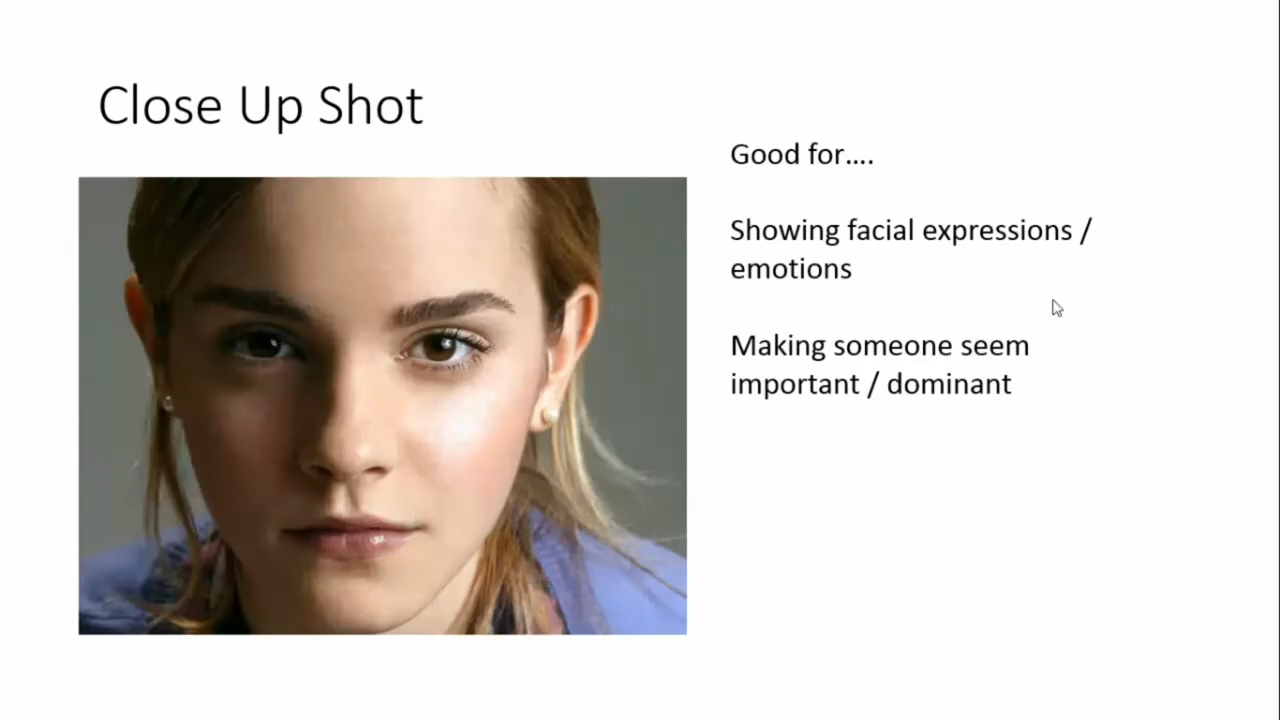 Close Up Shot
Good for....
Showing facial expressions /
emotions
Making someone seem
important / dominant